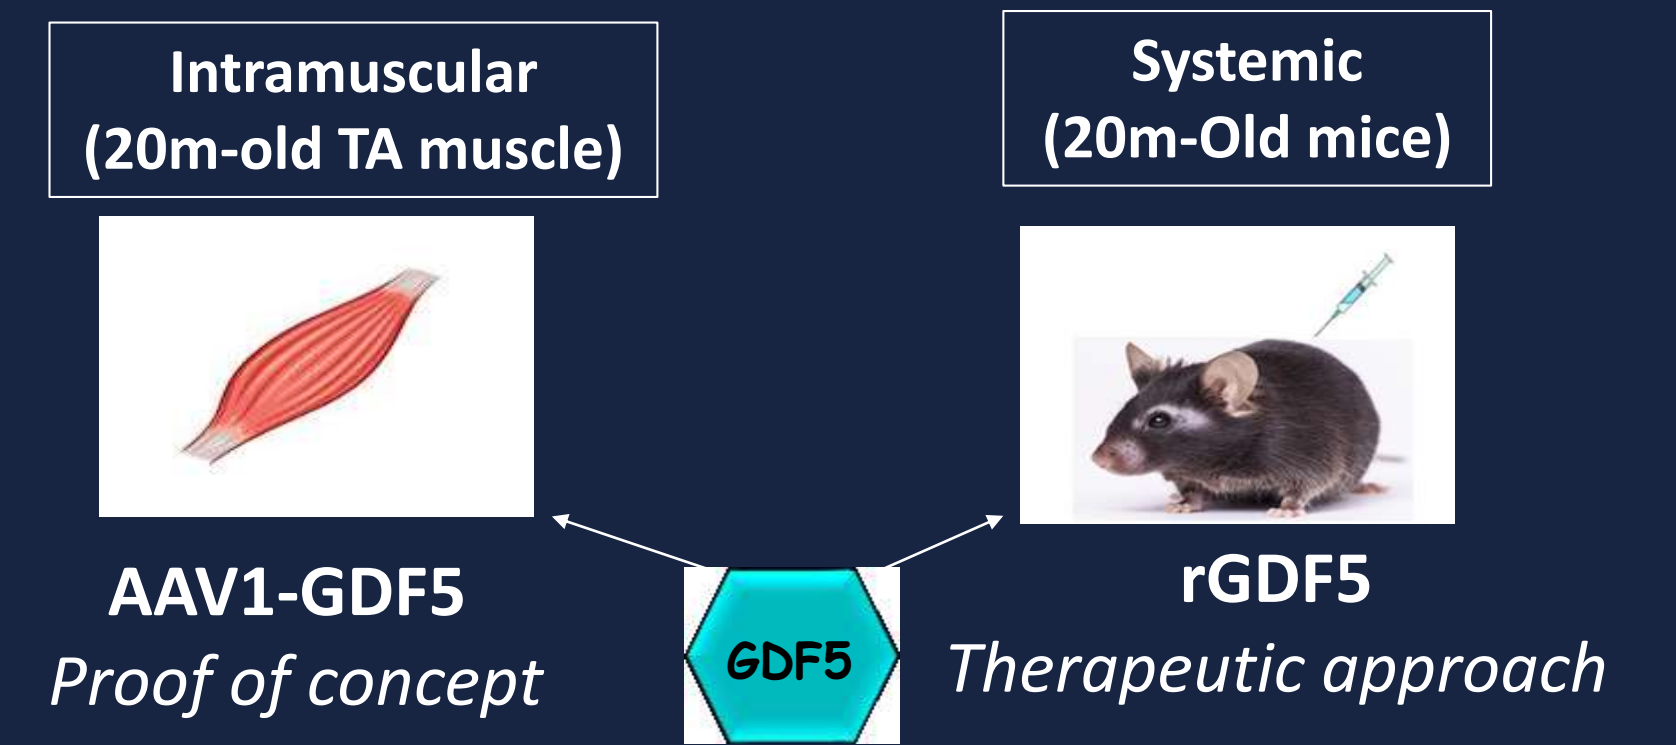 Intramuscular
(20m-old TA muscle)
Systemic
(20m-Old mice)
AAV1-GDF5
Proof of concept
GDF5
rGDF5
Therapeutic approach